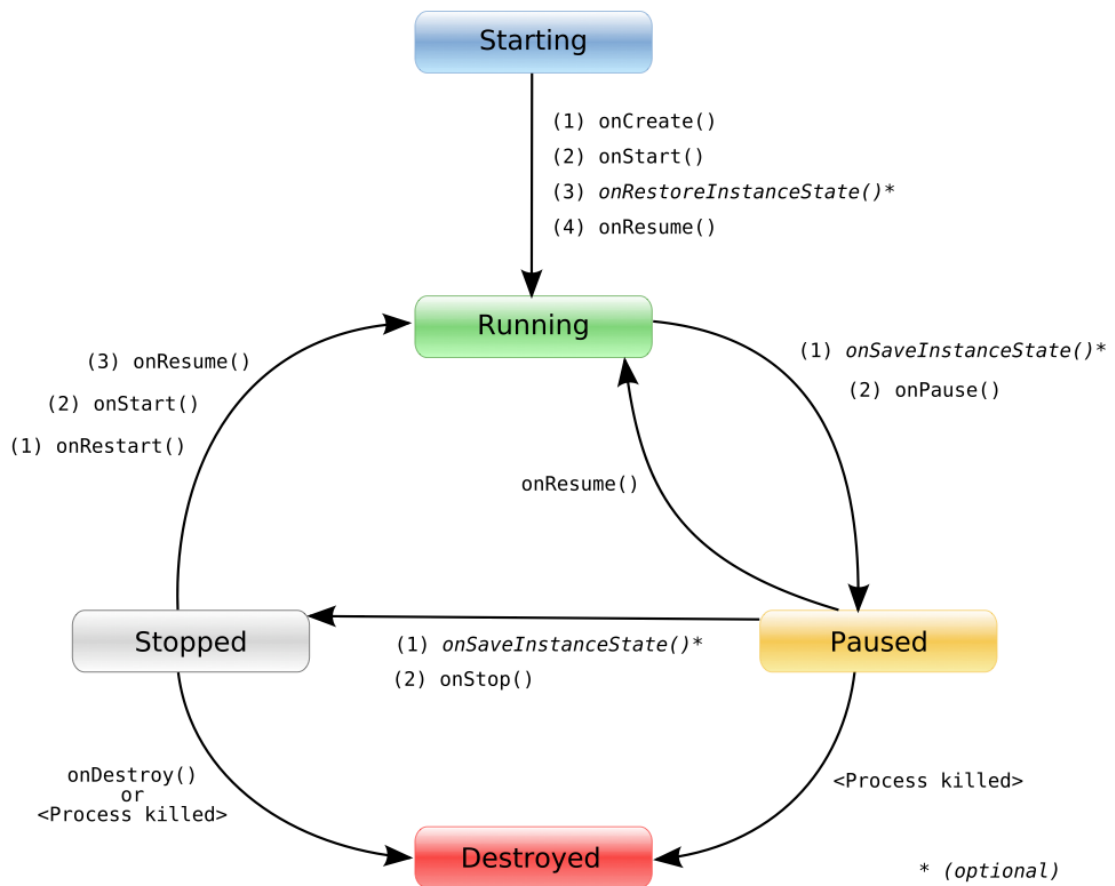 Starting
(1) onCreate()
(2) onStart()
(3) onRestoreInstanceState()*
(4) onResume()
Running
(3) onResume()
(2) onStart()
(1) onRestart()
(1) onSaveInstanceState()*
(2) onPause()
onResume()
Stopped
(1) onSaveInstanceState()*
(2) onStop()
Paused
onDestroy()
or
<Process killed>
<Process killed>
Destroyed
* (optional)